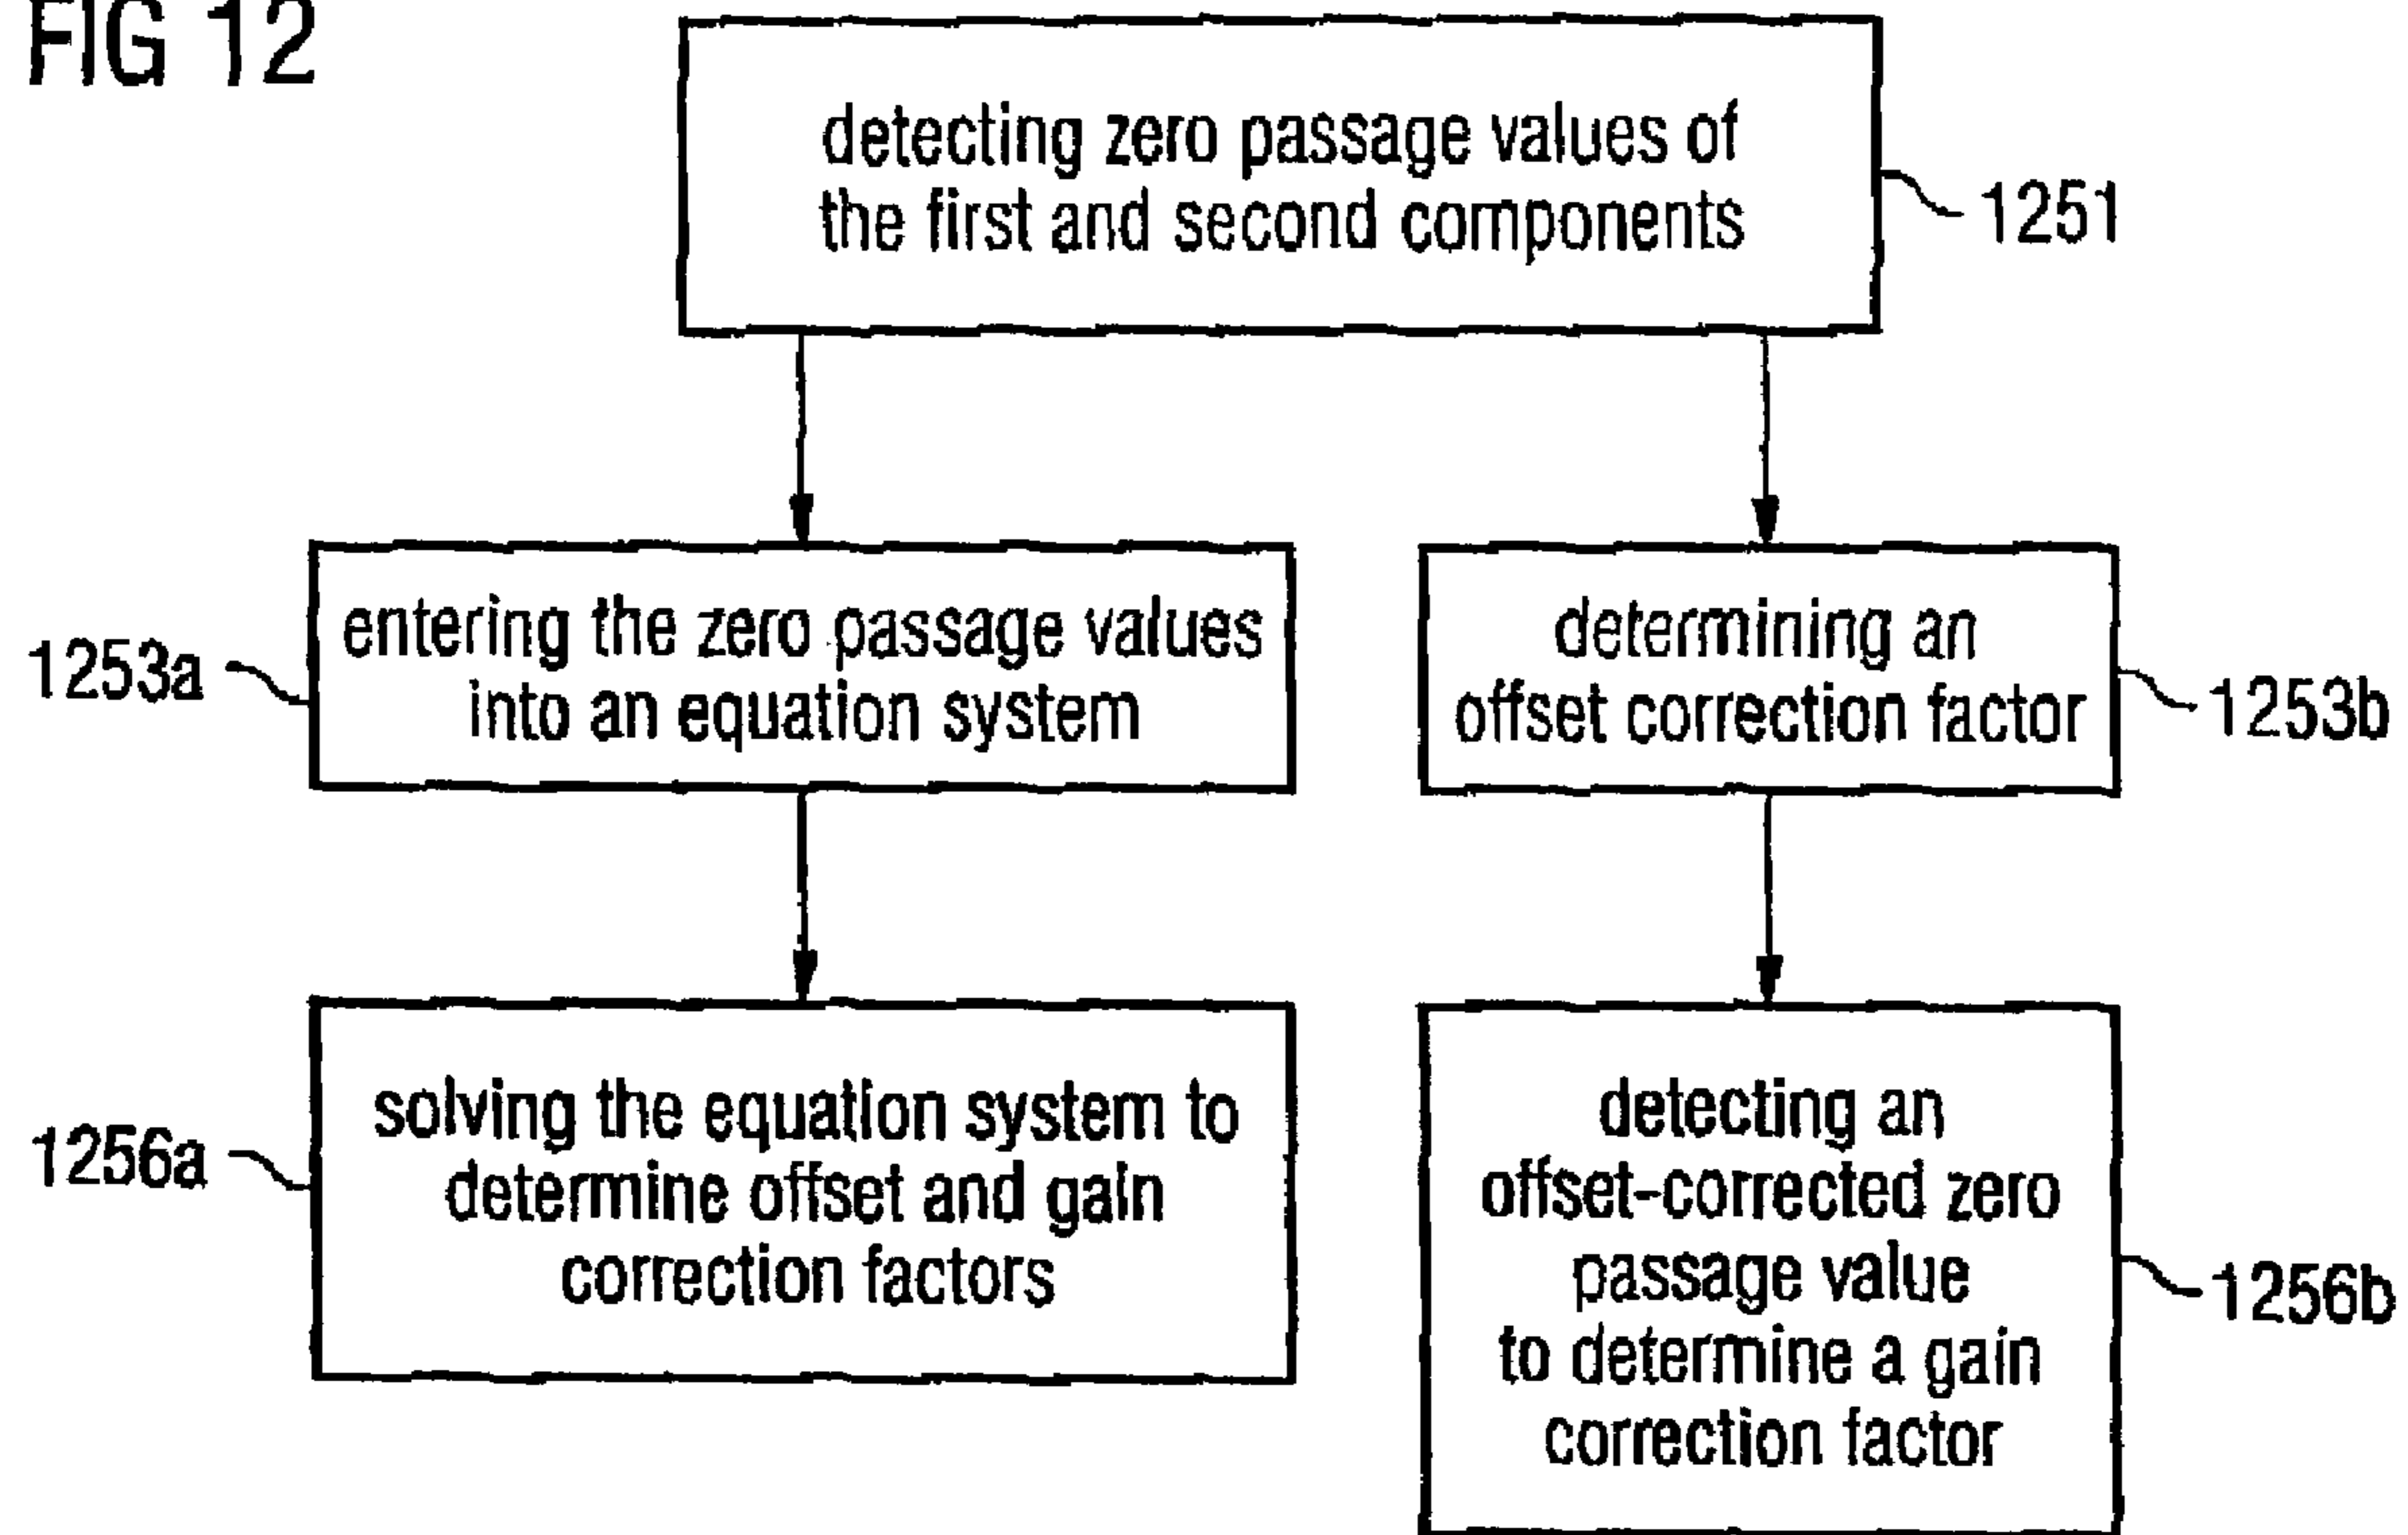 FIG 12
detecting zero passage values of
the first and second components
1251
entering the zero passage values
into an equation system
1253a
determining an
offset correction factor
1253b
solving the equation system to
determine offset and gain
correction factors
1256a
detecting an
offset-corrected zero
passage value
to determine a gain
correction factor
1256b